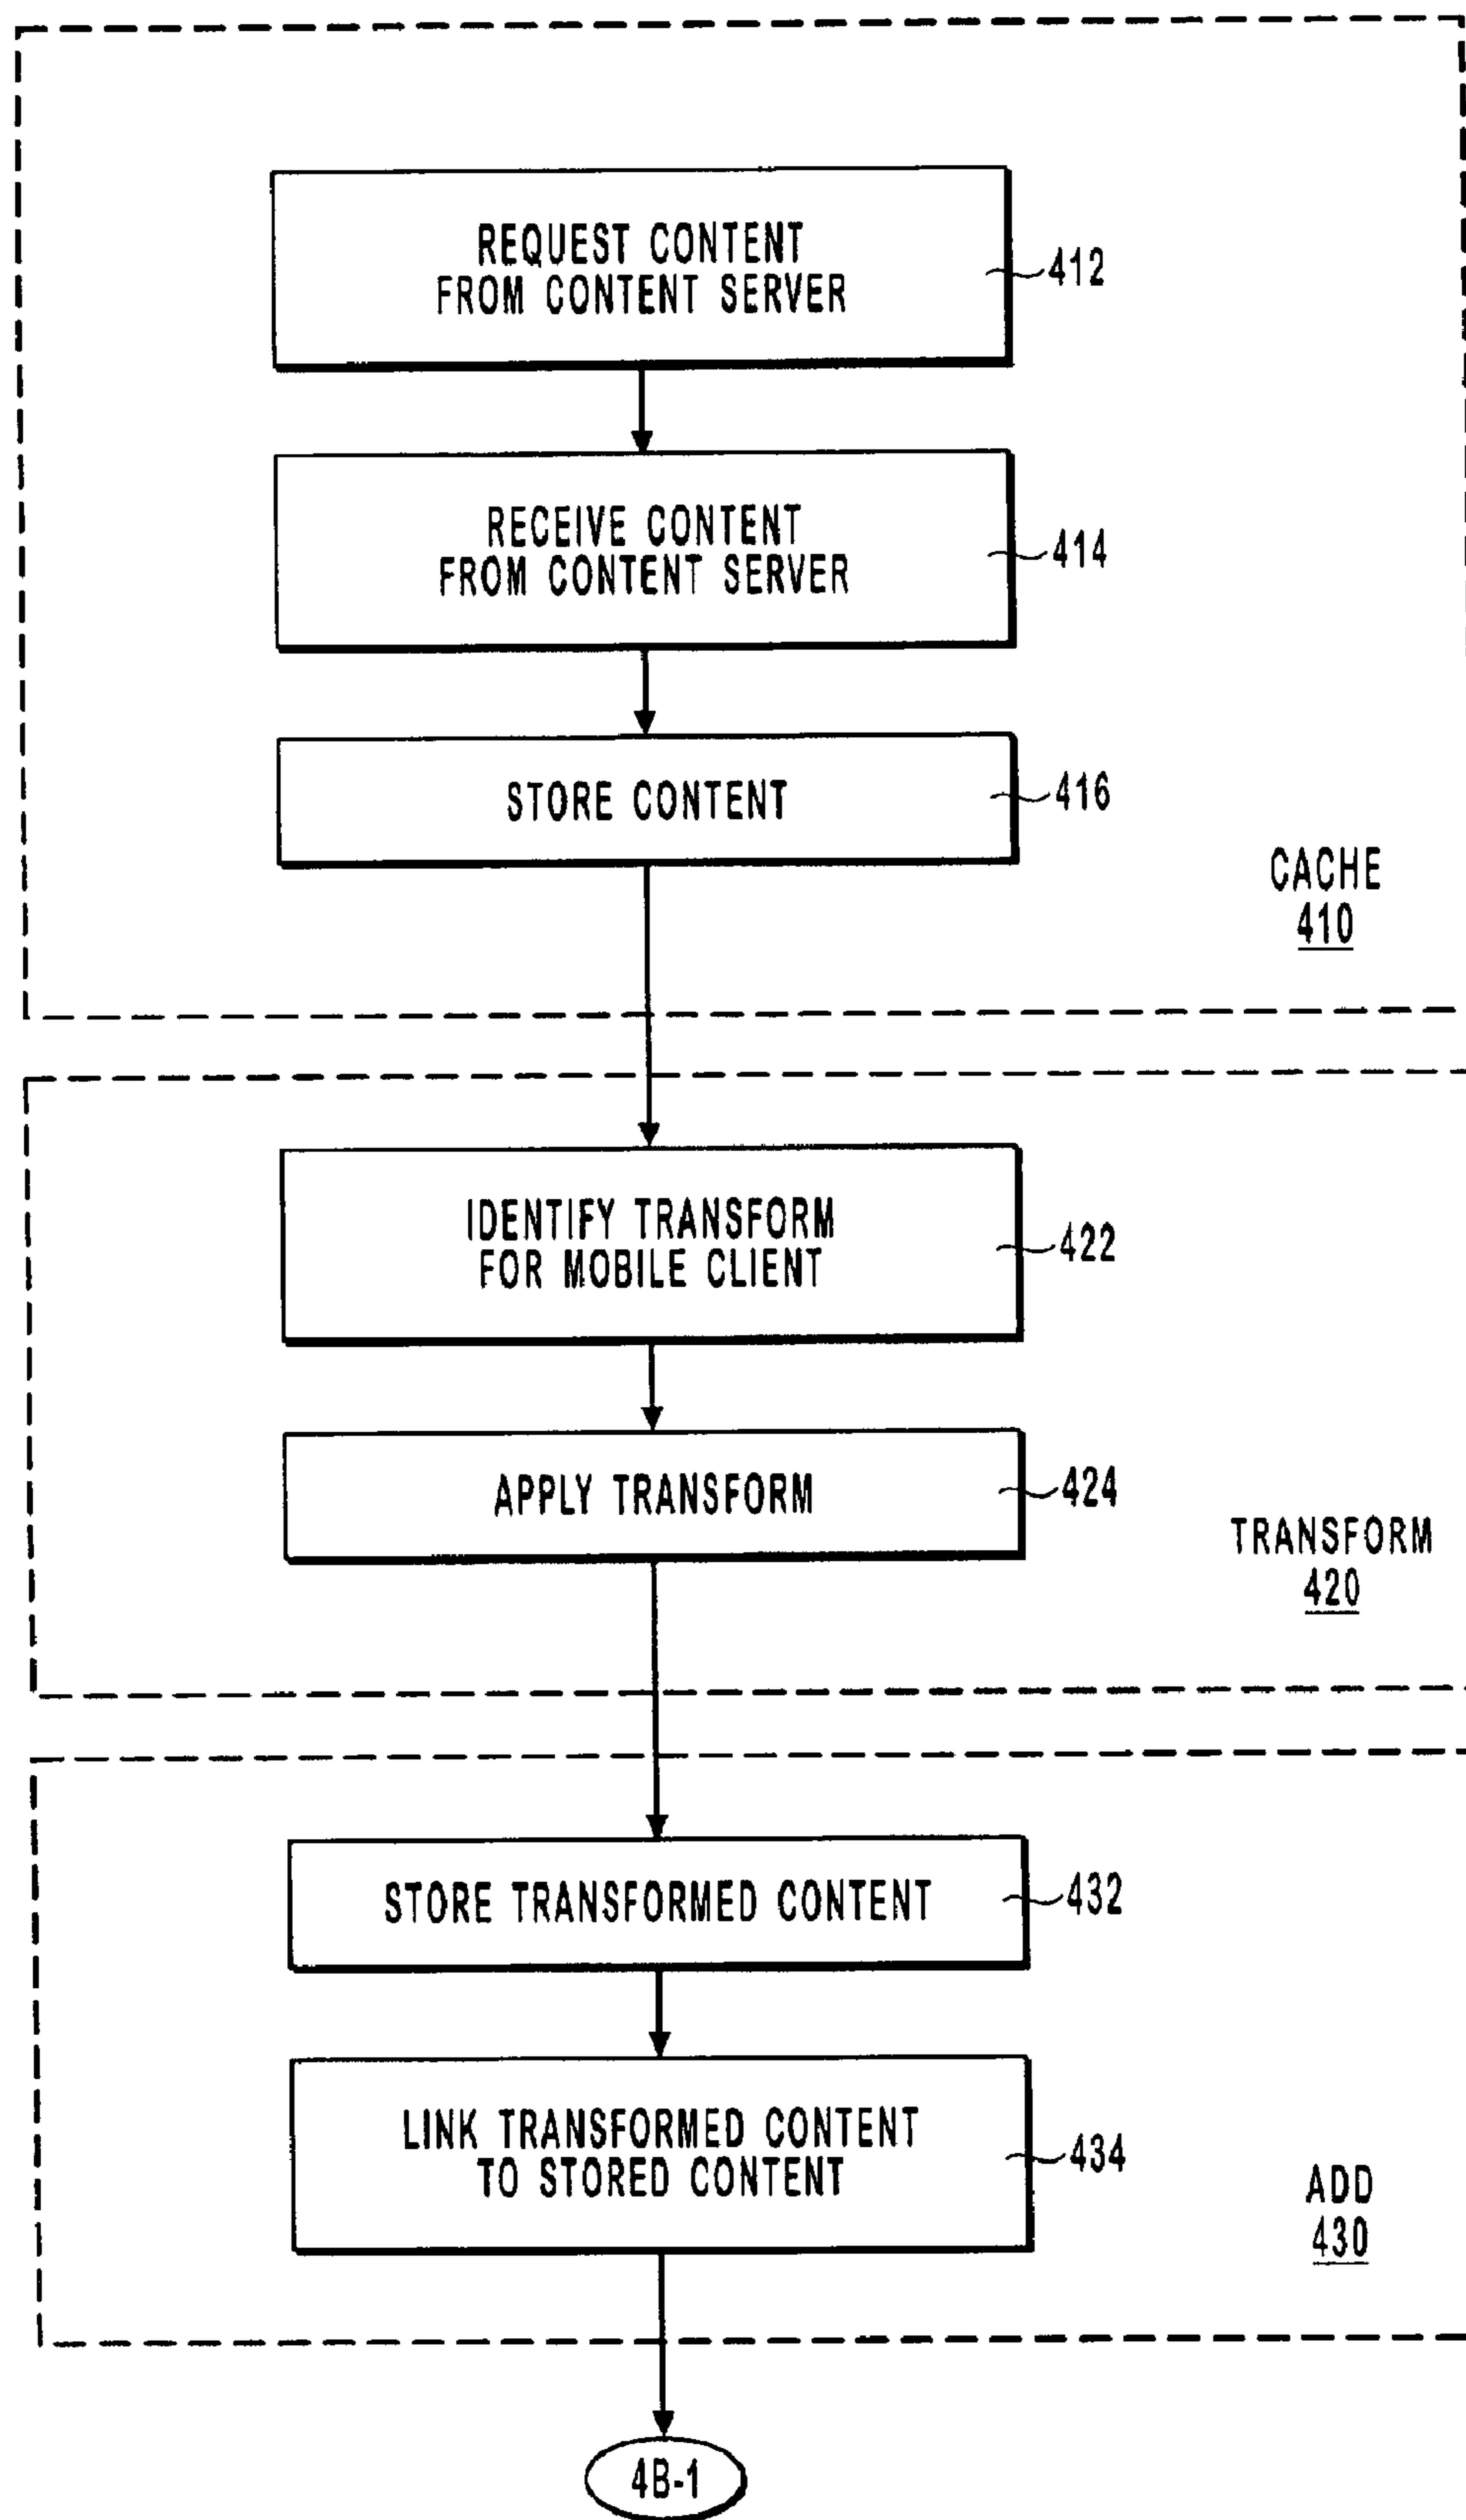 REQUEST CONTENT
FROM CONTENT SERVER
412
RECEIVE CONTENT
FROM CONTENT SERVER
414
STORE CONTENT
416
CACHE
410
IDENTIFY TRANSFORM
FOR MOBILE CLIENT
422
APPLY TRANSFORM
424
TRANSFORM
420
STORE TRANSFORMED CONTENT
432
LINK TRANSFORMED CONTENT
TO STORED CONTENT
434
ADD
430
4B-1